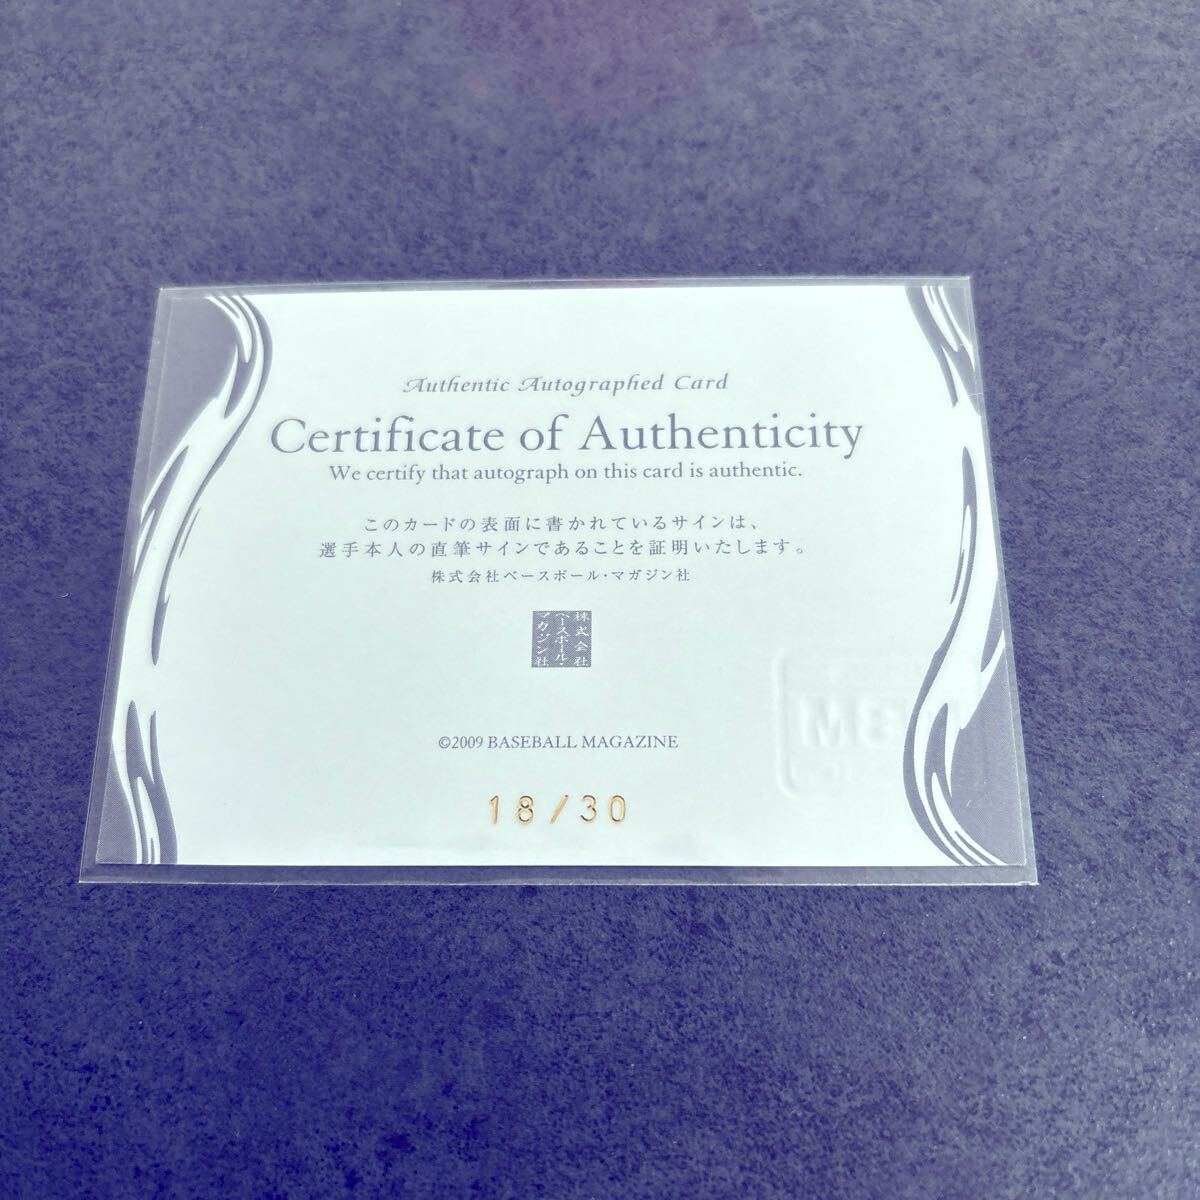 Authentic Autographed Card
Certificate of Authenticity
We certify that autograph on this card is authentic.
このカードの表面に書かれているサインは、
選手本人の直筆サインであることを証明いたします。
株式会社ベースボール・マガジン社
株式会社
ベースボール・
マガジン社
©2009 BASEBALL MAGAZINE
18/30